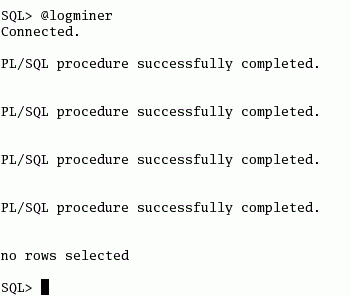 SQL> @logminer
Connected.
PL/SQL procedure successfully completed.
PL/SQL procedure successfully completed.
PL/SQL procedure successfully completed.
PL/SQL procedure successfully completed.
no rows selected
SQL>